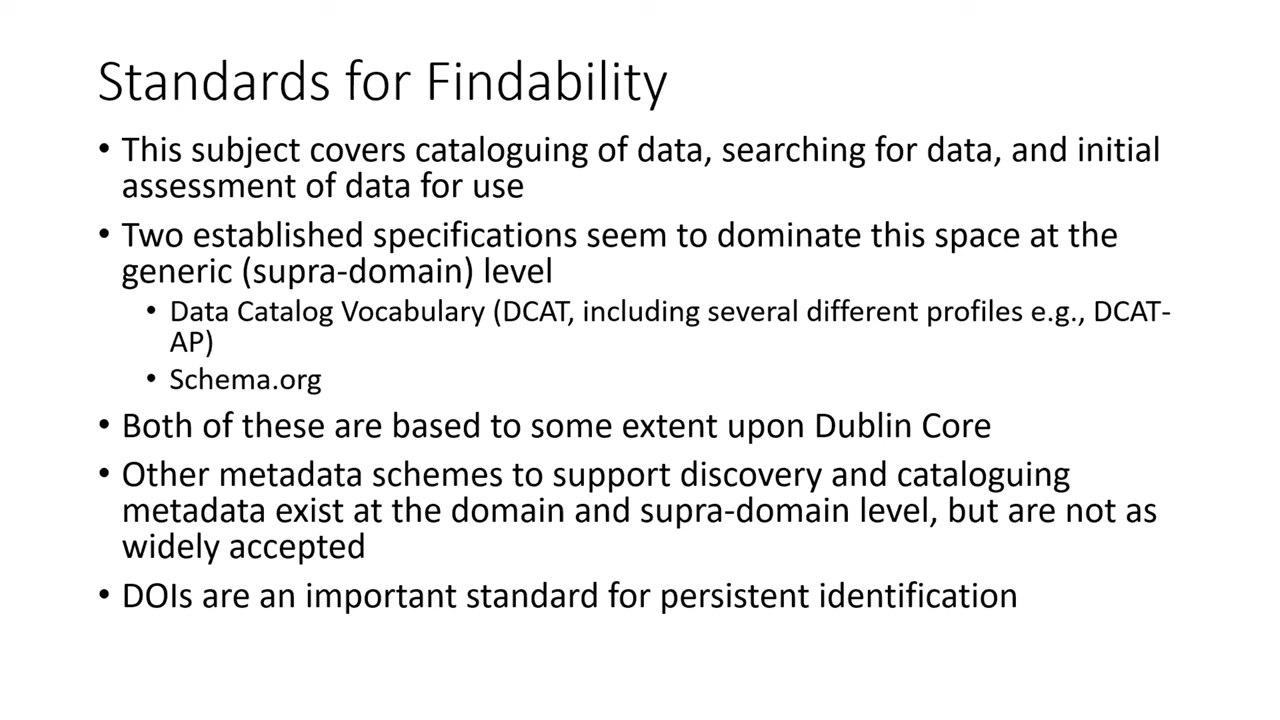 Standards for Findability
• This subject covers cataloguing of data, searching for data, and initial
assessment of data for use
• Two established specifications seem to dominate this space at the
generic (supra-domain) level
• Data Catalog Vocabulary (DCAT, including several different profiles e.g., DCAT-
AP)
• Schema.org
• Both of these are based to some extent upon Dublin Core
• Other metadata schemes to support discovery and cataloguing
metadata exist at the domain and supra-domain level, but are not as
widely accepted
• DOIs are an important standard for persistent identification